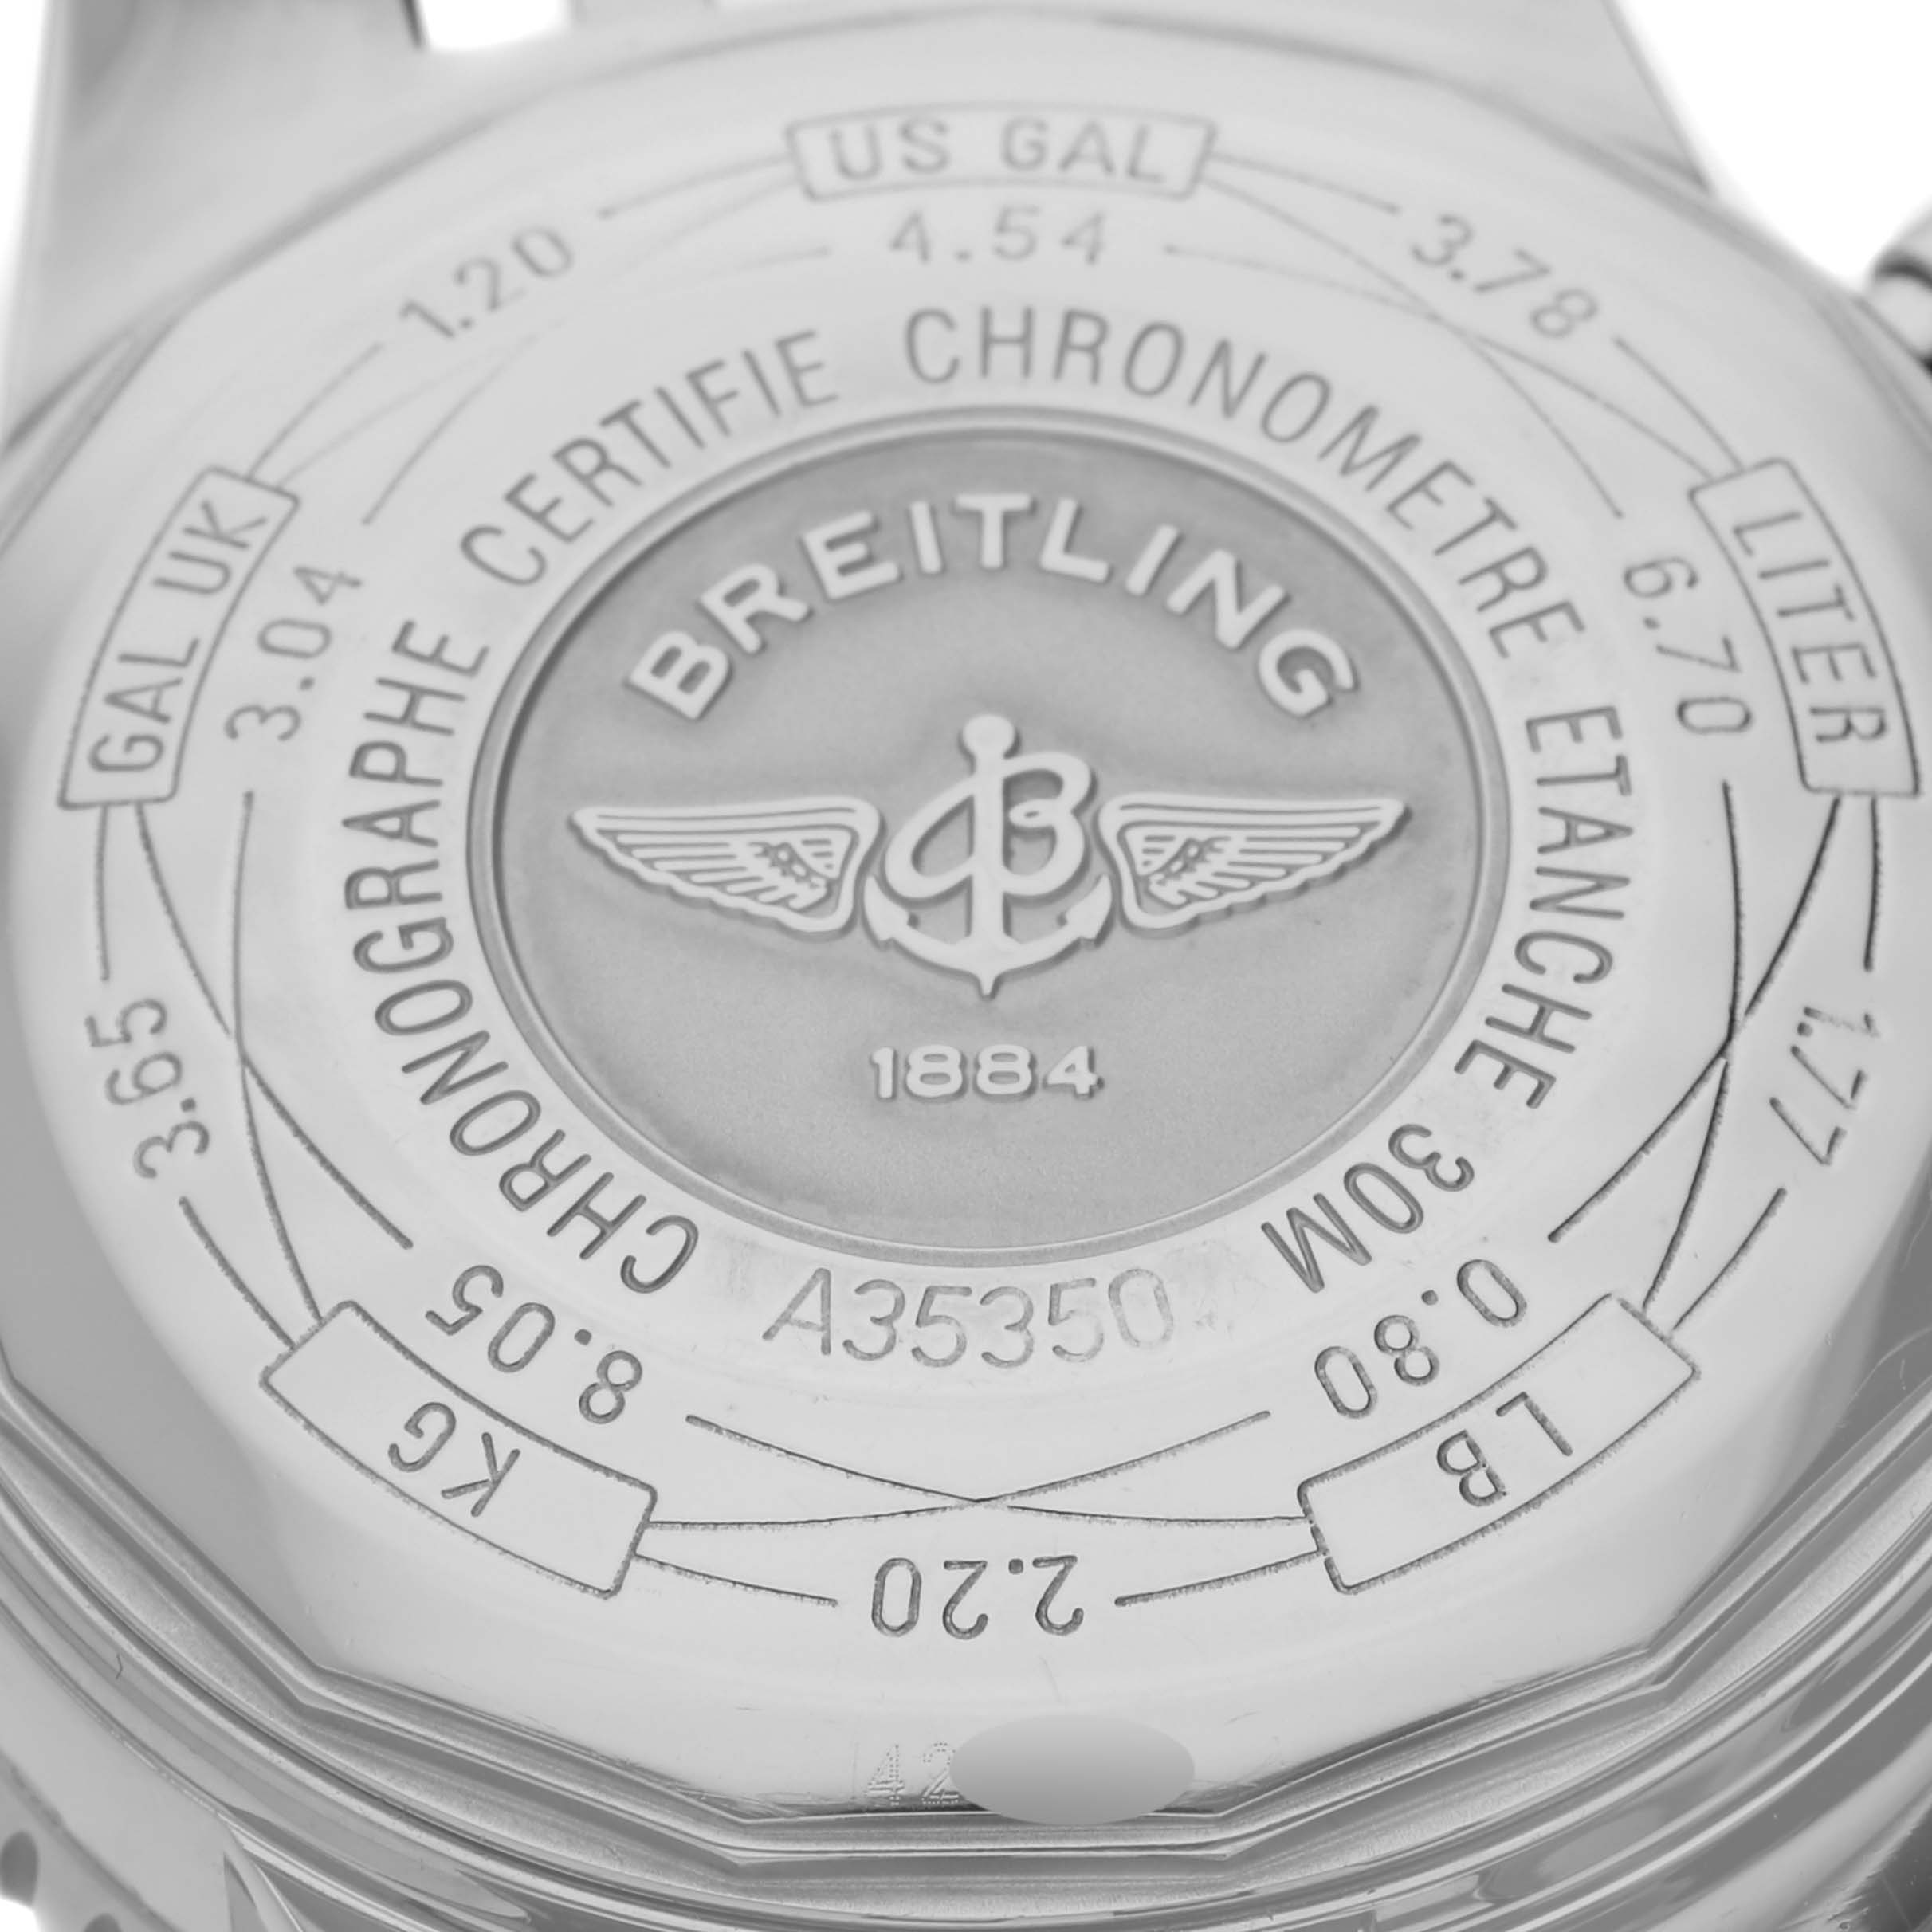 US GAL
4.54
3.78
LITER
6.70
1.77
LB
0.80
2.20
KG
8.05
3.65
GAL UK
3.04
1.20
CHRONOGRAPHE CERTIFIE CHRONOMETRE ETANCHE 30M
A35350
BREITLING
B
1884
42